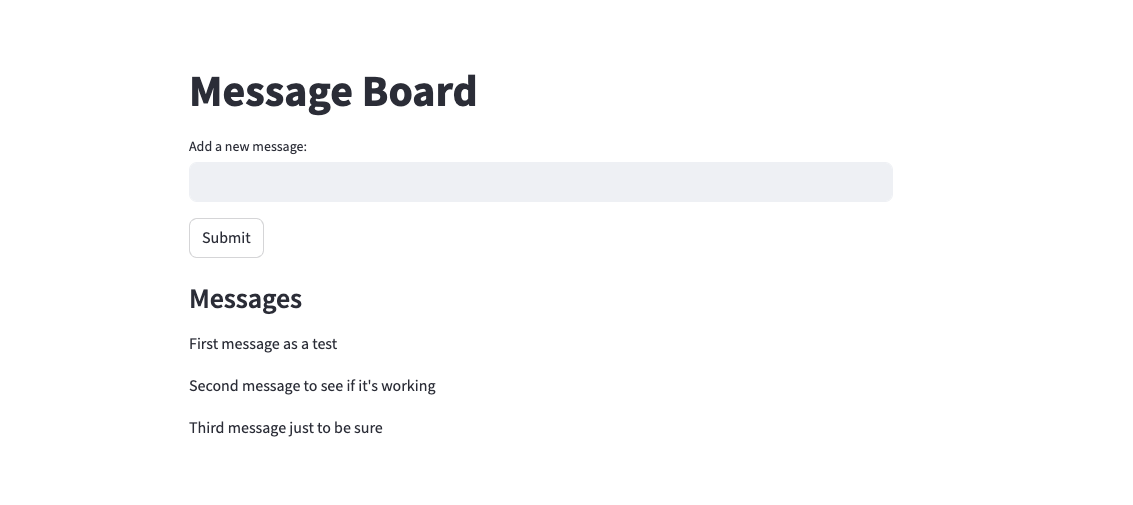 Message Board
Add a new message:
Submit
Messages
First message as a test
Second message to see if it's working
Third message just to be sure